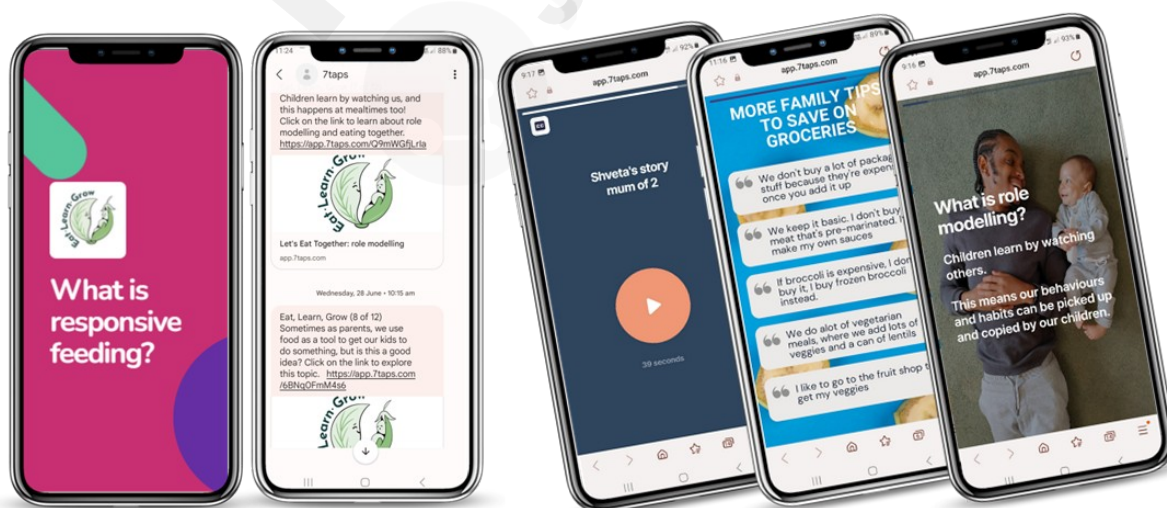 Eat·Learn·Grow
What is
responsive
feeding?
11:24
88%
7taps
Children learn by watching us, and
this happens at mealtimes too!
Click on the link to learn about role
modelling and eating together.
https://app.7taps.com/Q9mWGfjLrla
Eat·Learn·Grow
Let's Eat Together: role modelling
app.7taps.com
Wednesday, 28 June • 10:15 am
Eat, Learn, Grow (8 of 12)
Sometimes as parents, we use
food as a tool to get our kids to
do something, but is this a good
idea? Click on the link to explore
this topic. https://app.7taps.com
/6BNq0FmM4s6
Learn·Grow
9:17
92%
app.7taps.com
Shveta's story
mum of 2
39 seconds
11:16
89%
app.7taps.com
MORE FAMILY TIPS
TO SAVE ON
GROCERIES
We don't buy a lot of packag
stuff because they're expen
once you add it up
We keep it basic. I don't buy
meat that's pre-marinated. I
make my own sauces
If broccoli is expensive, I don
buy it, I buy frozen broccoli
instead.
We do alot of vegetarian
meals, where we add lots of
veggies and a can of lentils
I like to go to the fruit shop t
get my veggies
9:16
93%
app.7taps.com
What is role
modelling?
Children learn by watching
others.
This means our behaviours
and habits can be picked up
and copied by our children.